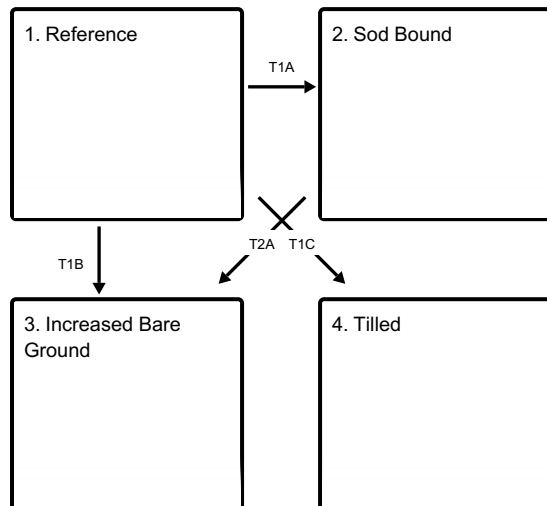 1. Reference
2. Sod Bound
T1A
T2A
T1C
T1B
3. Increased Bare
Ground
4. Tilled